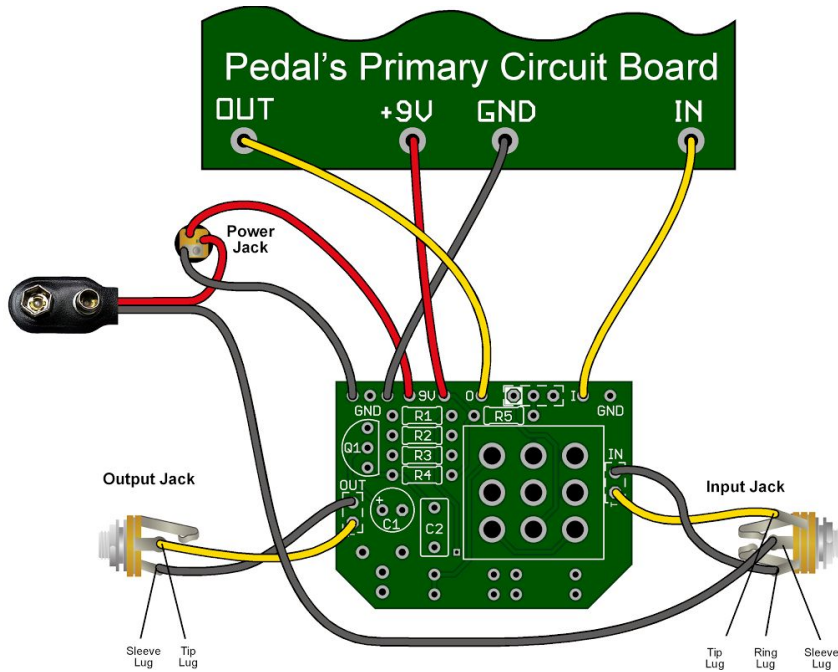 Pedal's Primary Circuit Board
OUT +9V GND IN
Power
Jack
9V O I
GND GND
R1 R5
R2
Q1
R3
R4
IN
OUT
+
C1
C2
T
Output Jack
Input Jack
Sleeve
Lug
Tip
Lug
Tip
Lug
Ring
Lug
Sleeve
Lug